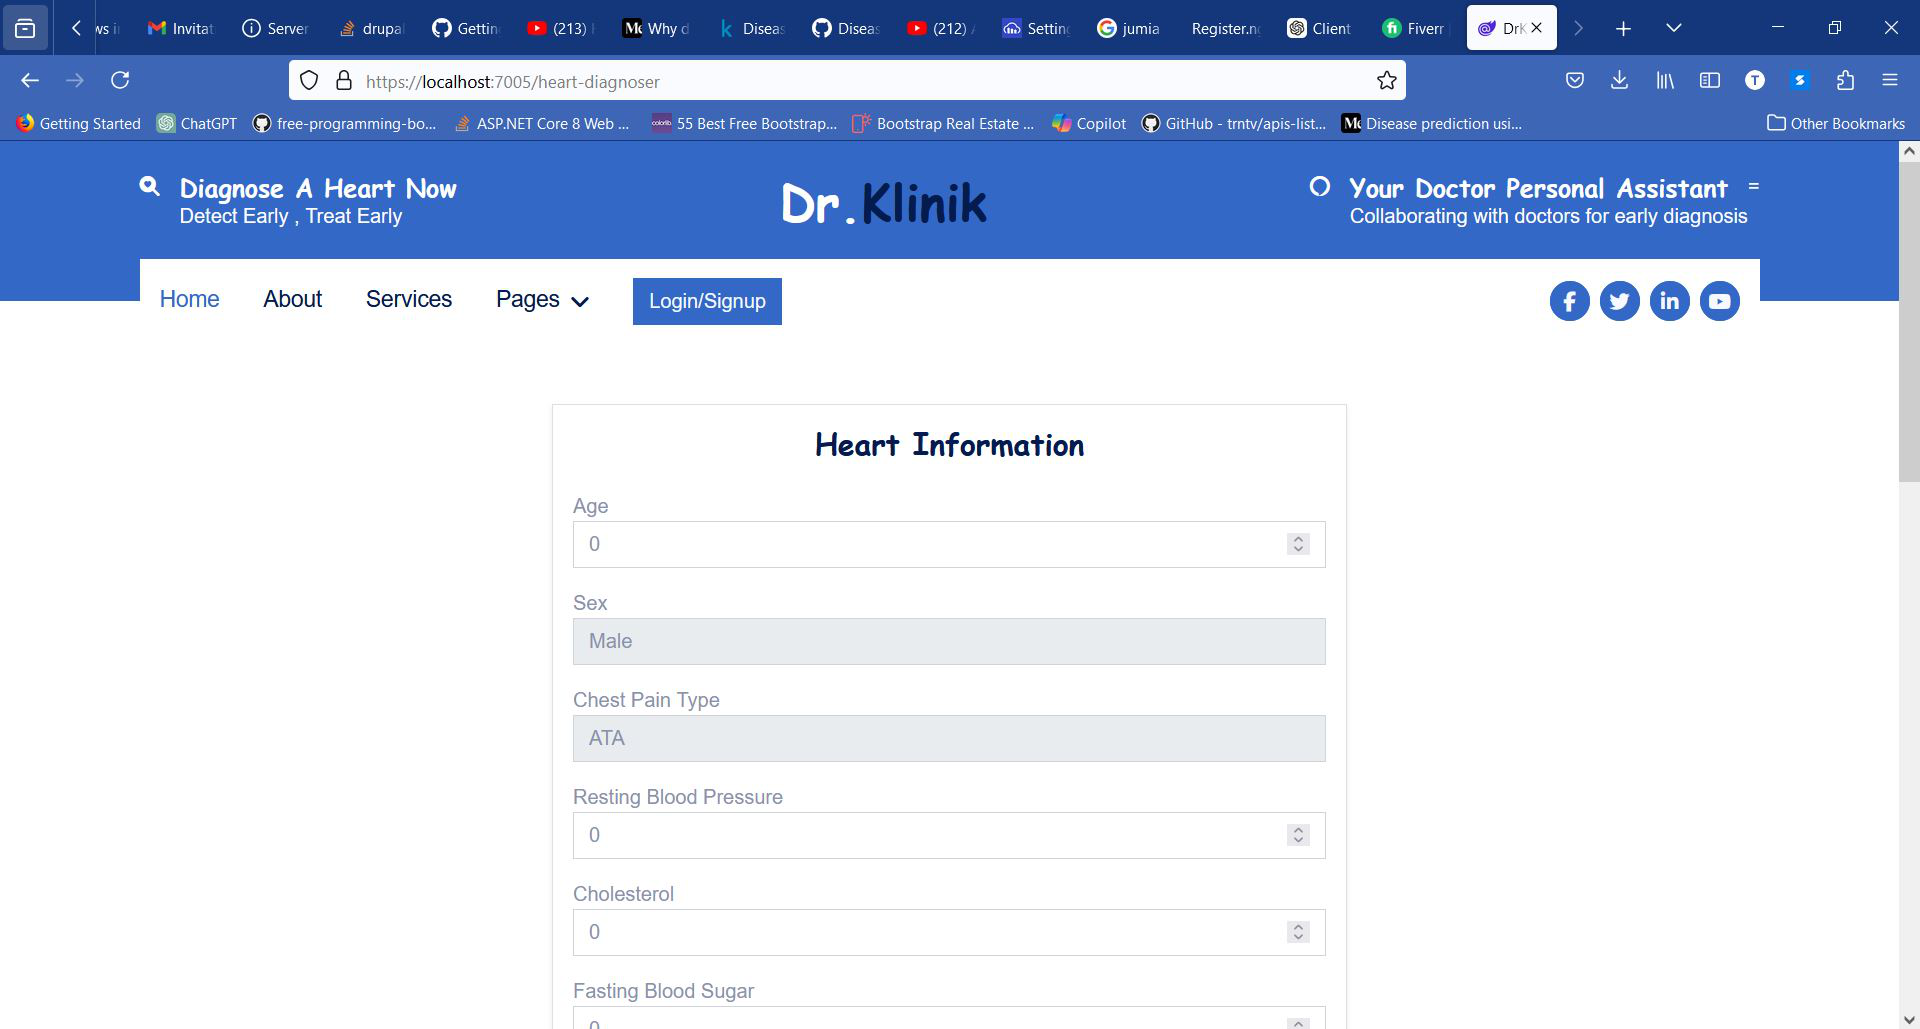 ws i
Invitat
Server
drupal
Gettin
(213)
Why d
Diseas
Diseas
(212)
Settin
jumia
Register.n
Client
Fiverr
DrK
https://localhost:7005/heart-diagnoser
Getting Started
ChatGPT
free-programming-bo...
ASP.NET Core 8 Web ...
55 Best Free Bootstrap...
Bootstrap Real Estate ...
Copilot
GitHub - trntv/apis-list...
Disease prediction usi...
Other Bookmarks
Diagnose A Heart Now
Detect Early , Treat Early
Dr.Klinik
Your Doctor Personal Assistant =
Collaborating with doctors for early diagnosis
Home
About
Services
Pages
Login/Signup
Heart Information
Age
0
Sex
Male
Chest Pain Type
ATA
Resting Blood Pressure
0
Cholesterol
0
Fasting Blood Sugar
0